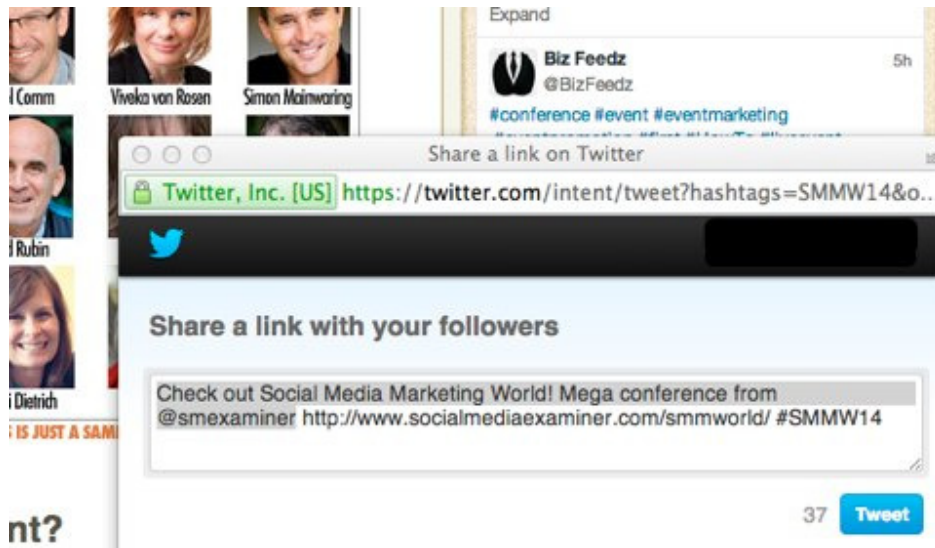 Expand
Biz Feedz 5h
@BizFeedz
#conference #event #eventmarketing
Comm
Viveka von Rosen
Simon Mainwaring
Share a link on Twitter
Twitter, Inc. [US] https://twitter.com/intent/tweet?hashtags=SMMW14&o...
Rubin
Share a link with your followers
Check out Social Media Marketing World! Mega conference from
@smexaminer http://www.socialmediaexaminer.com/smmworld/ #SMMW14
Dietrich
IS JUST A SAM
37 Tweet
nt?